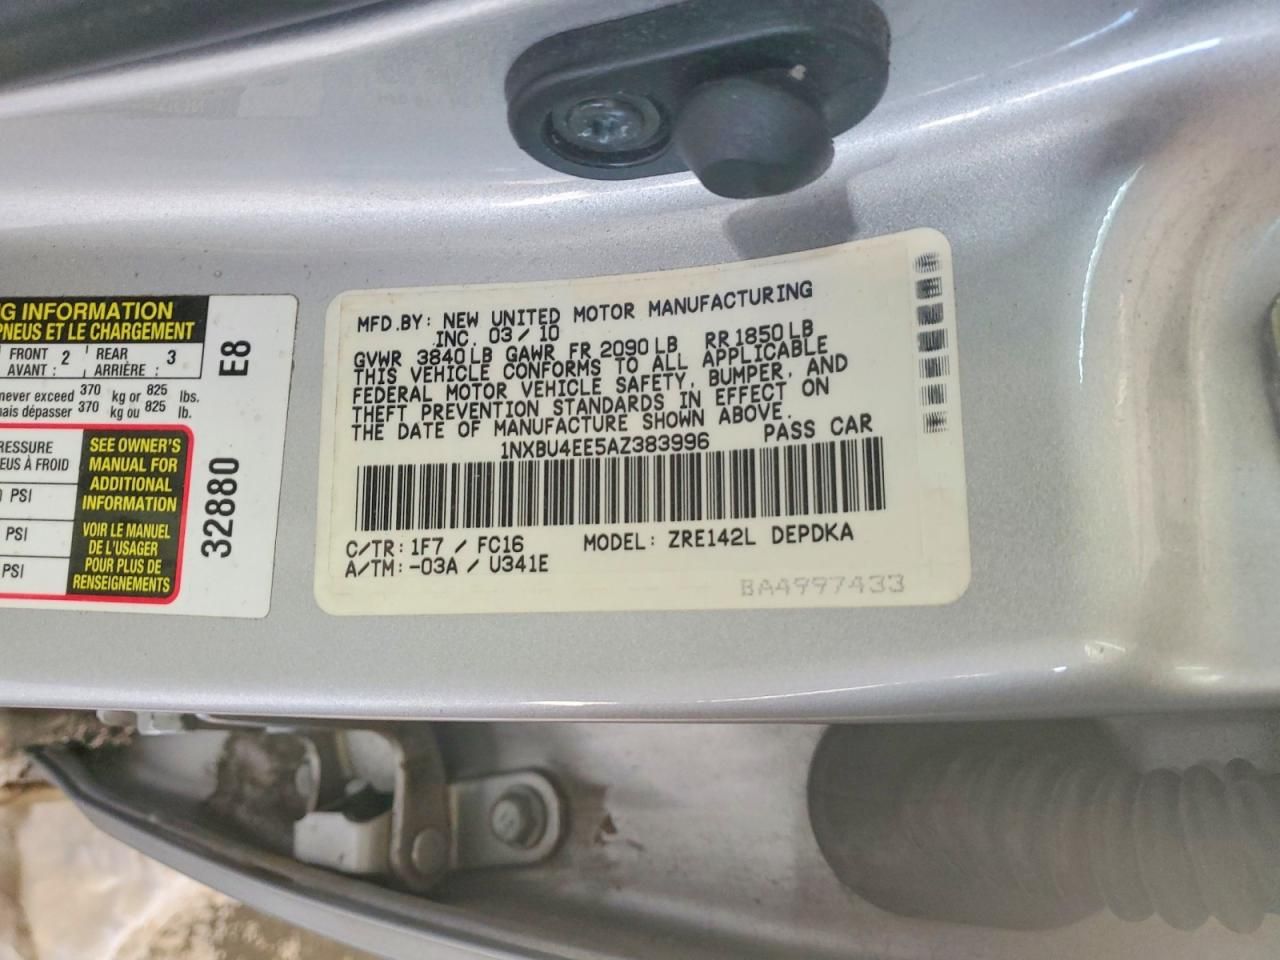 G INFORMATION
PNEUS ET LE CHARGEMENT
FRONT 2 REAR 3
AVANT : ARRIÈRE :
never exceed 370 kg or 825 lbs.
mais dépasser 370 kg ou 825 lb.
RESSURE
EUS À FROID
PSI
PSI
PSI
SEE OWNER'S
MANUAL FOR
ADDITIONAL
INFORMATION
VOIR LE MANUEL
DE L'USAGER
POUR PLUS DE
RENSEIGNEMENTS
E8
32880
MFD.BY: NEW UNITED MOTOR MANUFACTURING
INC. 03/10
GVWR 3840LB GAWR FR 2090LB RR 1850LB
THIS VEHICLE CONFORMS TO ALL APPLICABLE
FEDERAL MOTOR VEHICLE SAFETY, BUMPER, AND
THEFT PREVENTION STANDARDS IN EFFECT ON
THE DATE OF MANUFACTURE SHOWN ABOVE.
1NXBU4EE5AZ383996 PASS CAR
C/TR: 1F7 / FC16 MODEL: ZRE142L DEPDKA
A/TM: -03A / U341E
BA4997433